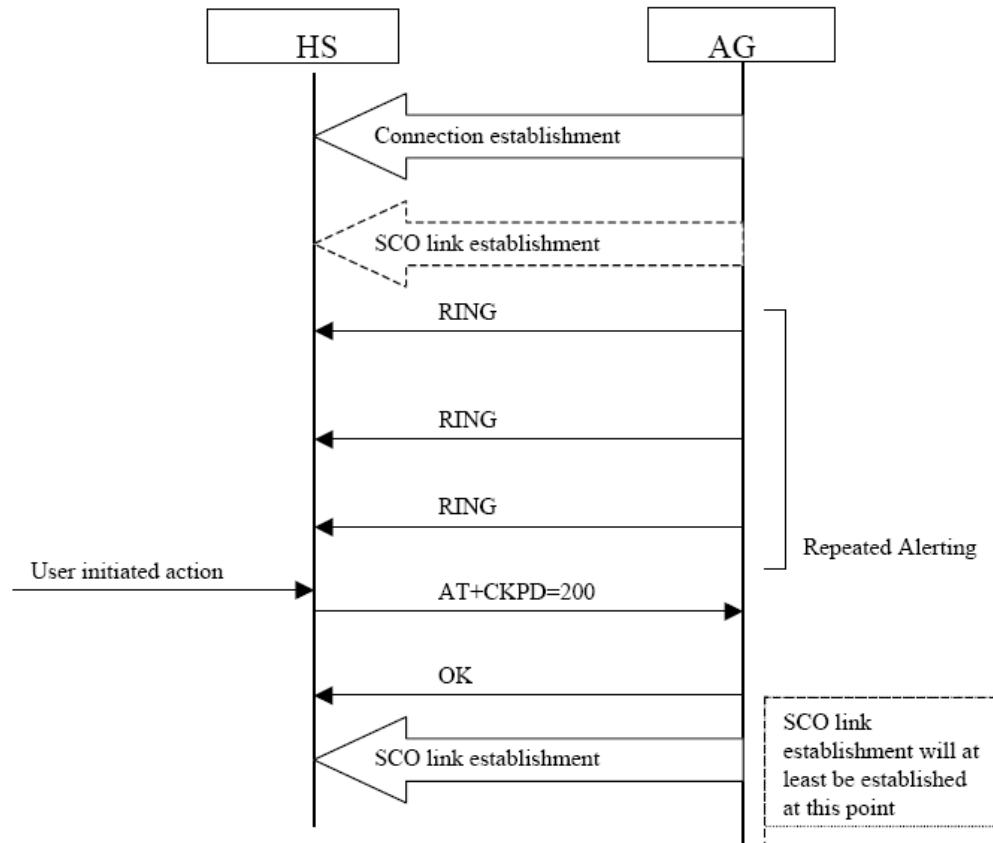 HS
AG
Connection establishment
SCO link establishment
RING
RING
RING
Repeated Alerting
User initiated action
AT+CKPD=200
OK
SCO link establishment
SCO link
establishment will at
least be established
at this point